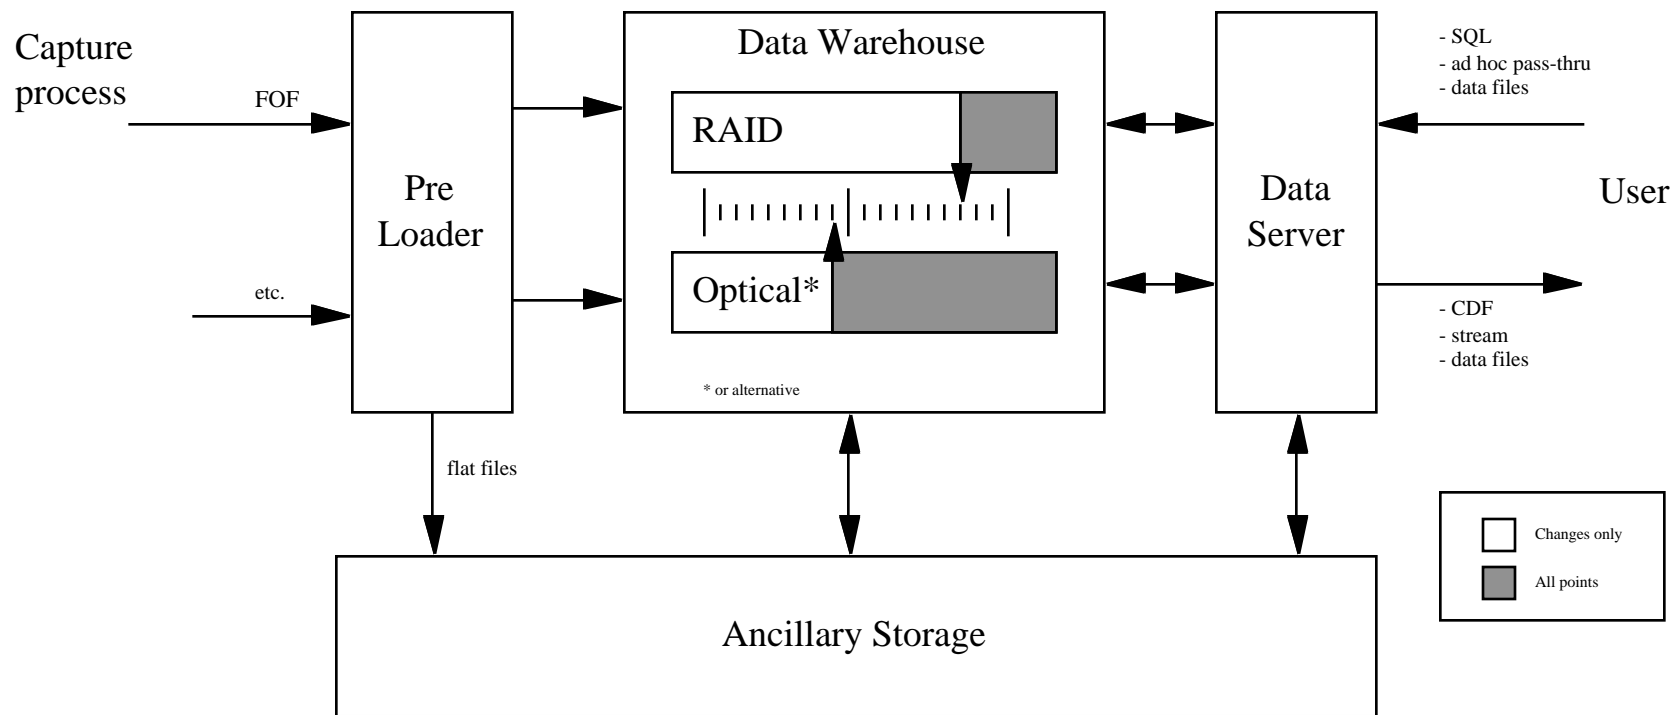 Capture
process
FOF
etc.
Pre
Loader
flat files
Data Warehouse
RAID
Optical*
* or alternative
Data
Server
- SQL
- ad hoc pass-thru
- data files
User
- CDF
- stream
- data files
Changes only
All points
Ancillary Storage